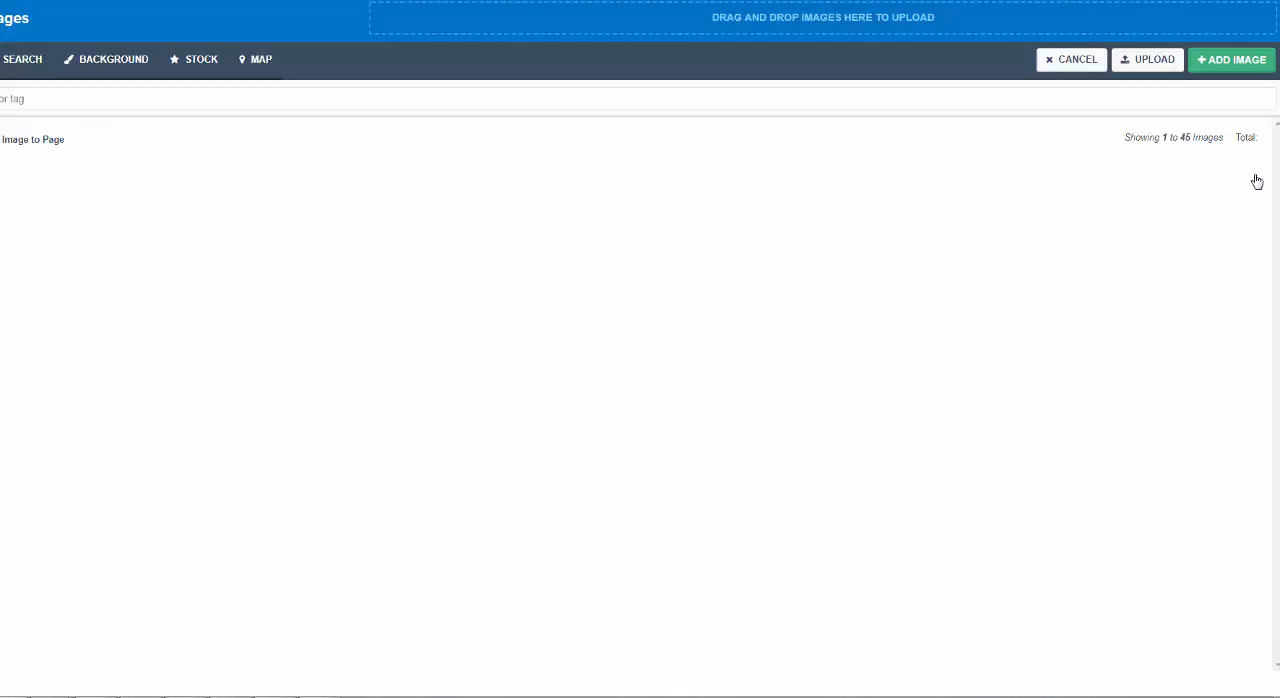 ages
DRAG AND DROP IMAGES HERE TO UPLOAD
SEARCH BACKGROUND STOCK MAP CANCEL UPLOAD ADD IMAGE
or tag
Image to Page
Showing 1 to 45 Images Total: